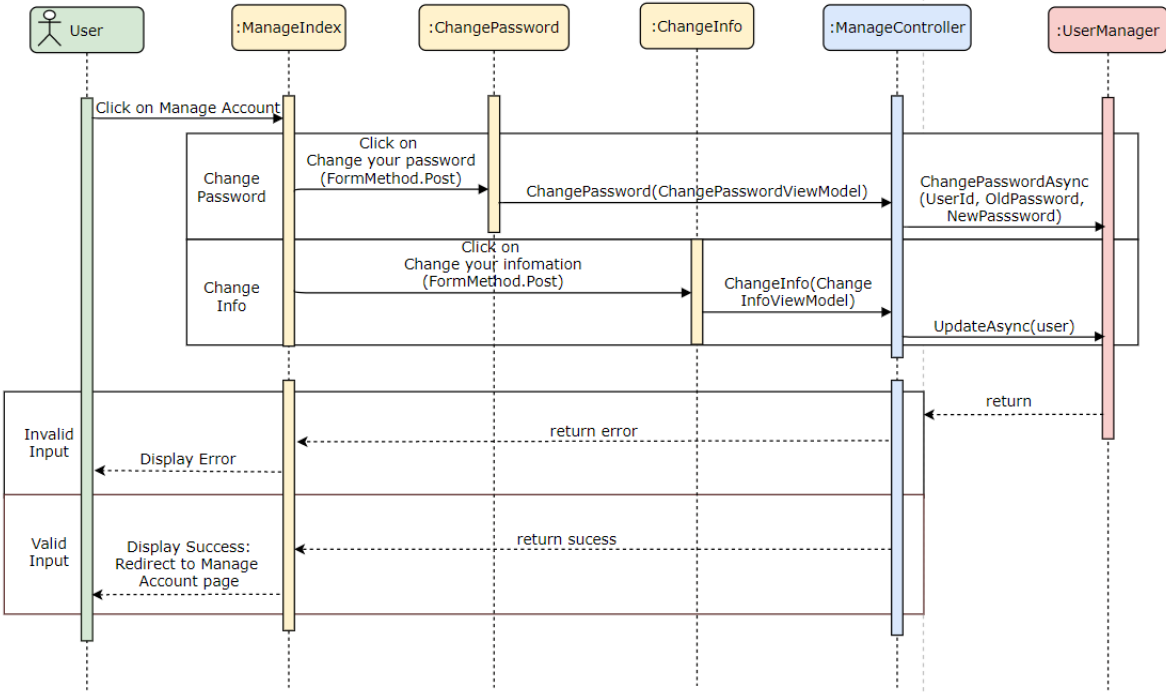 User
:ManageIndex
:ChangePassword
:ChangeInfo
:ManageController
:UserManager
Click on Manage Account
Change
Password
Click on
Change your password
(FormMethod.Post)
ChangePassword(ChangePasswordViewModel)
ChangePasswordAsync
(UserId, OldPassword,
NewPasssword)
Change
Info
Click on
Change your infomation
(FormMethod.Post)
ChangeInfo(Change
InfoViewModel)
UpdateAsync(user)
return
Invalid
Input
return error
Display Error
Valid
Input
return sucess
Display Success:
Redirect to Manage
Account page